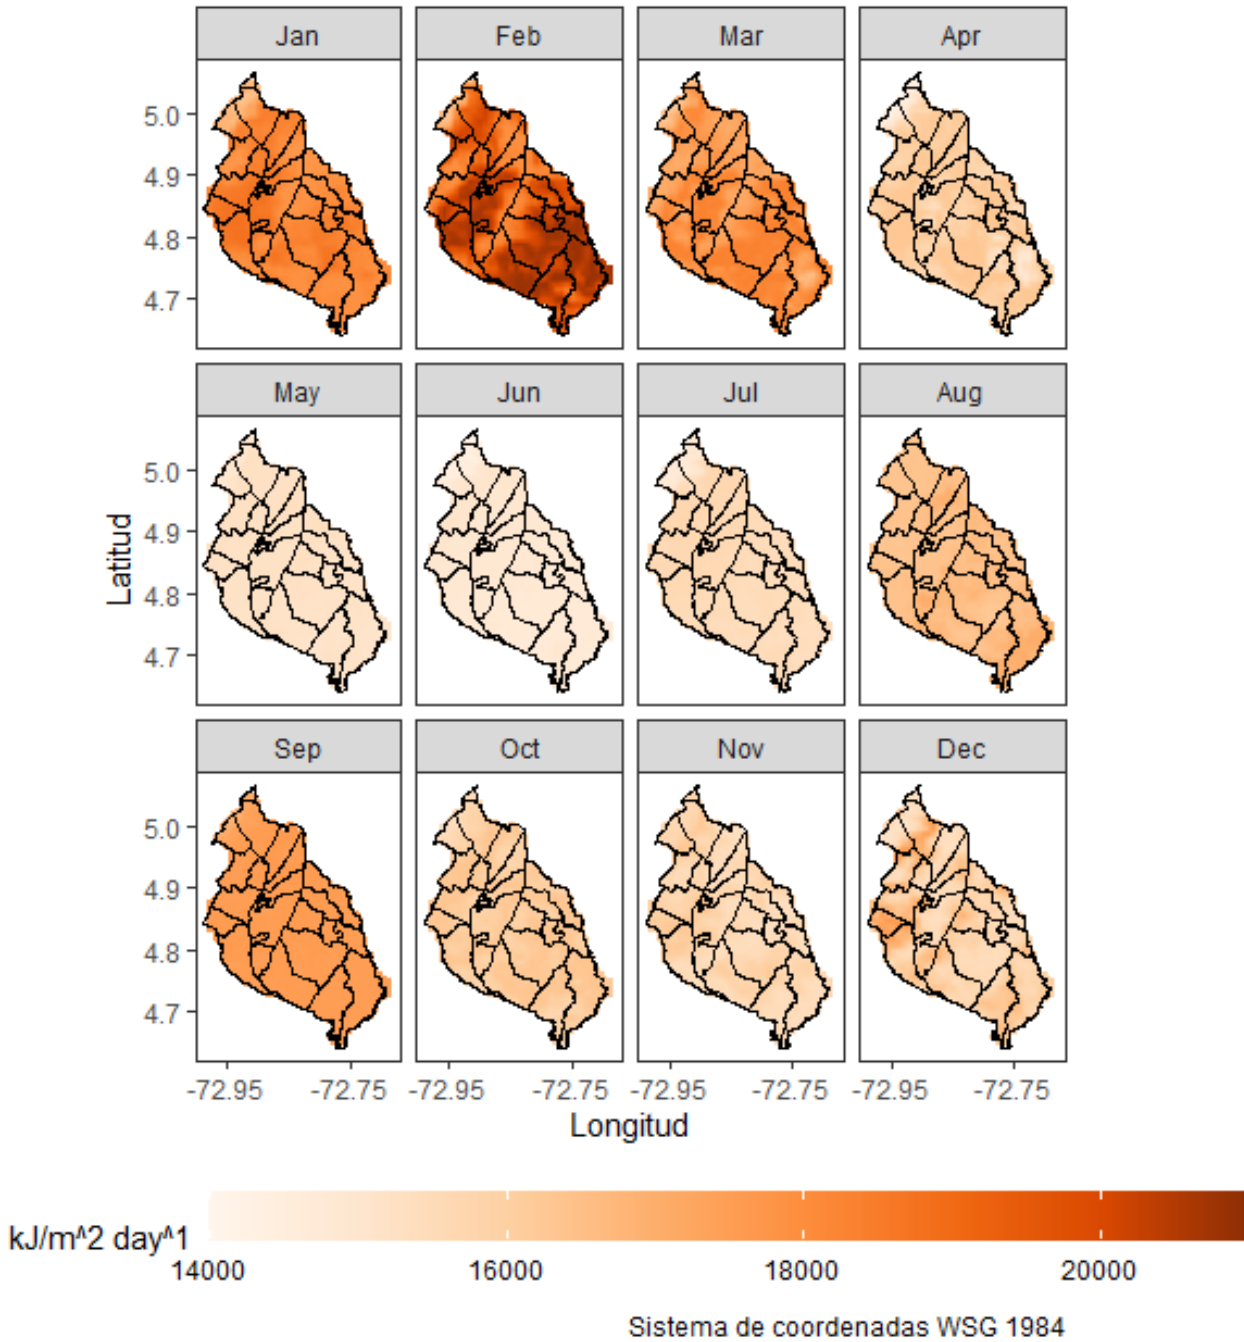 Jan Feb Mar Apr
5.0
4.9
4.8
4.7
May Jun Jul Aug
5.0
4.9
4.8
4.7
Latitud
Sep Oct Nov Dec
5.0
4.9
4.8
4.7
-72.95 -72.75 -72.95 -72.75 -72.95 -72.75 -72.95 -72.75
Longitud
kJ/m^2 day^1
14000 16000 18000 20000
Sistema de coordenadas WSG 1984